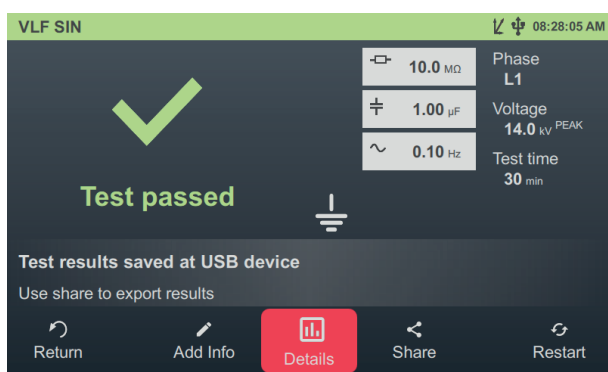 VLF SIN 08:28:05 AM
10.0 MΩ
1.00 µF
0.10 Hz
Phase
L1
Voltage
14.0 kV PEAK
Test time
30 min
Test passed
Test results saved at USB device
Use share to export results
Return Add Info Details Share Restart